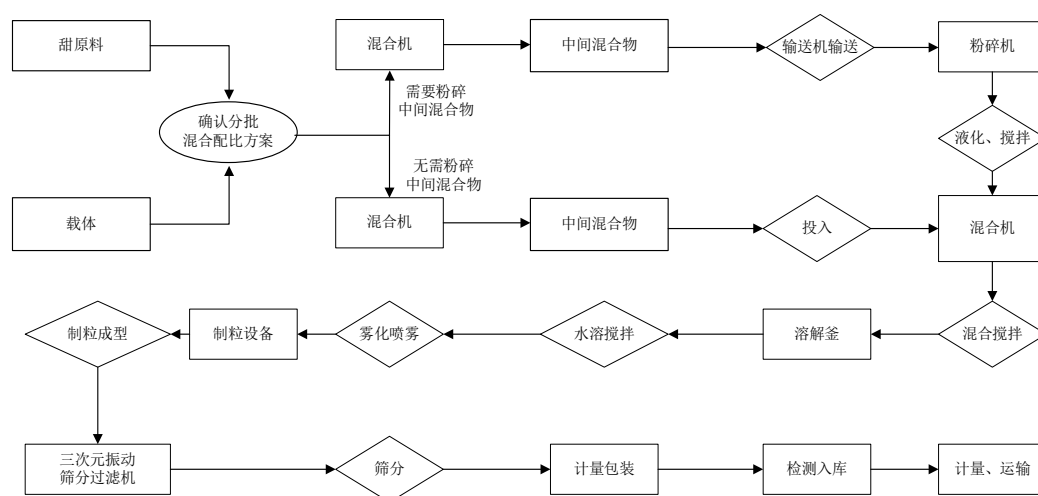 甜原料
混合机
中间混合物
输送机输送
粉碎机
需要粉碎
中间混合物
确认分批
混合配比方案
液化、搅拌
无需粉碎
中间混合物
载体
混合机
中间混合物
投入
混合机
制粒成型
制粒设备
雾化喷雾
水溶搅拌
溶解釜
混合搅拌
三次元振动
筛分过滤机
筛分
计量包装
检测入库
计量、运输